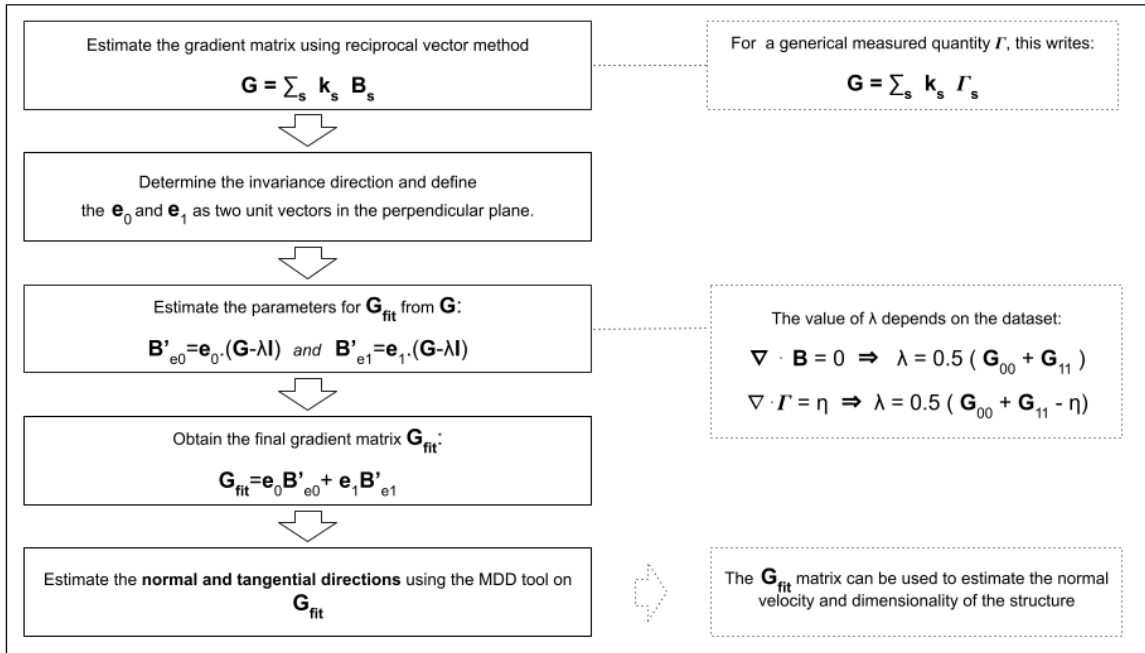 Estimate the gradient matrix using reciprocal vector method
G = ∑s ks Bs
For a generical measured quantity Γ, this writes:
G = ∑s ks Γs
Determine the invariance direction and define
the e0 and e1 as two unit vectors in the perpendicular plane.
Estimate the parameters for Gfit from G:
B'e0=e0.(G-λI) and B'e1=e1.(G-λI)
The value of λ depends on the dataset:
∇ · B = 0 ⇒ λ = 0.5 ( G00 + G11 )
∇ · Γ = η ⇒ λ = 0.5 ( G00 + G11 - η)
Obtain the final gradient matrix Gfit:
Gfit=e0B'e0+ e1B'e1
Estimate the normal and tangential directions using the MDD tool on
Gfit
The Gfit matrix can be used to estimate the normal
velocity and dimensionality of the structure